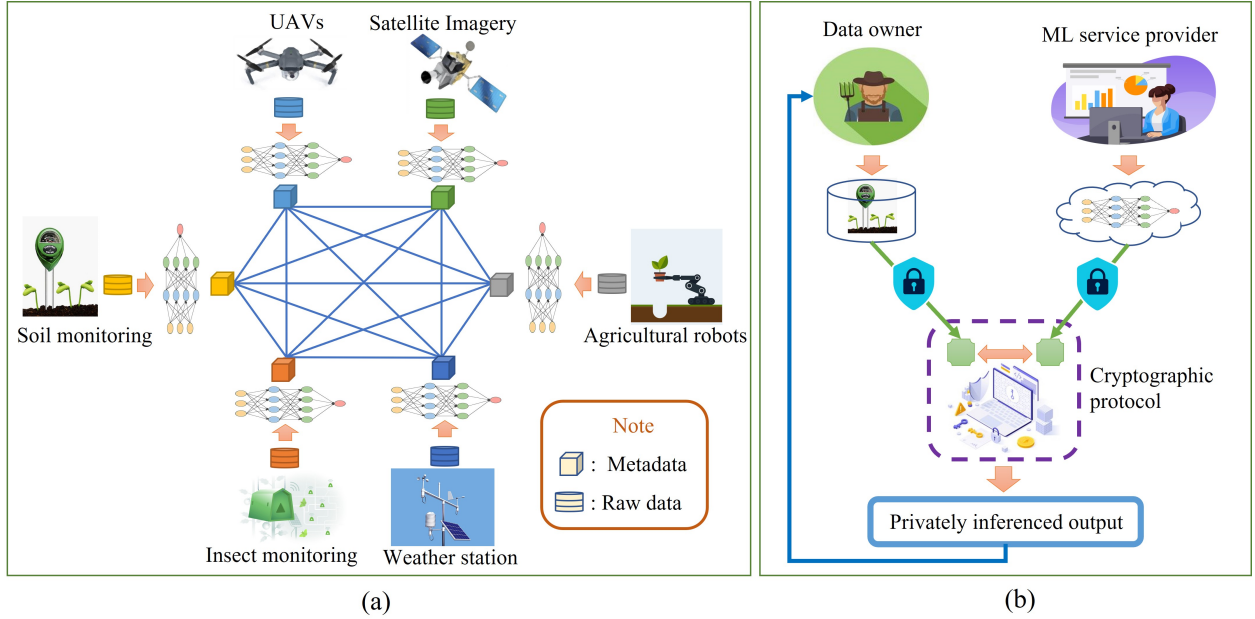 UAVs
Satellite Imagery
Soil monitoring
Agricultural robots
Insect monitoring
Weather station
Note
: Metadata
: Raw data
(a)
Data owner
ML service provider
Cryptographic
protocol
Privately inferenced output
(b)